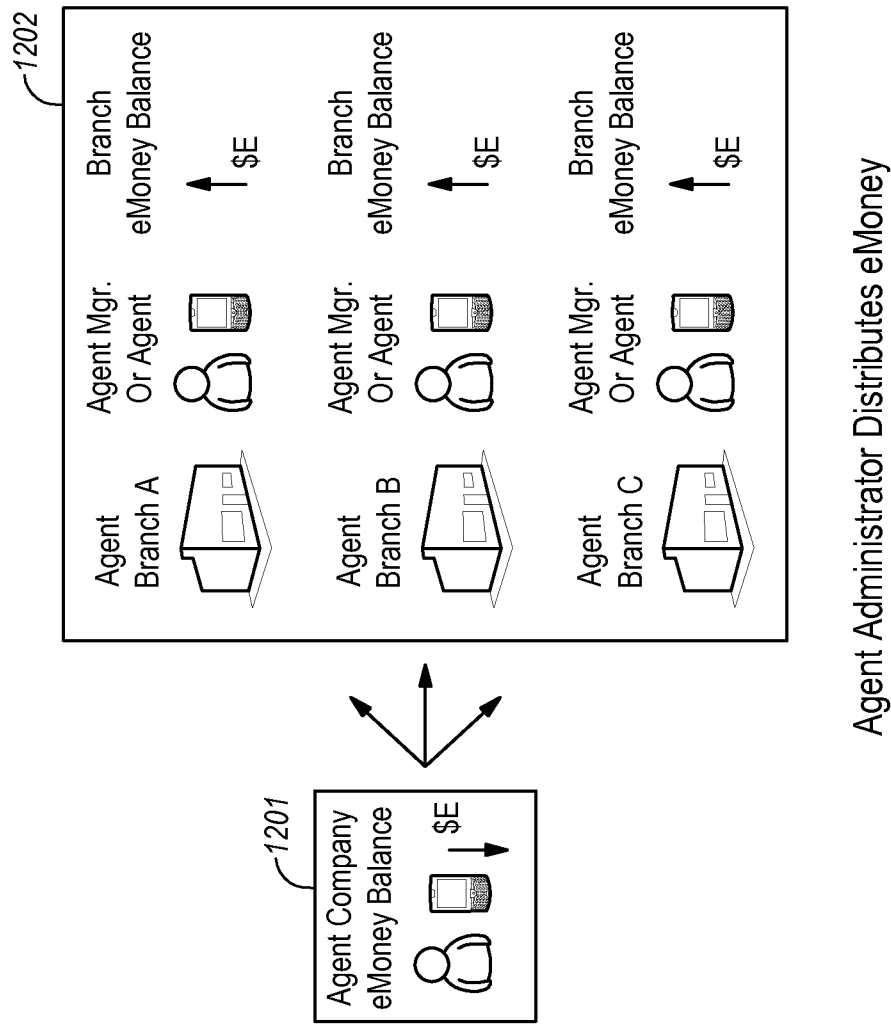 1201
Agent Company
eMoney Balance
$E
1202
Agent
Branch A
Agent Mgr.
Or Agent
Branch
eMoney Balance
$E
Agent
Branch B
Agent Mgr.
Or Agent
Branch
eMoney Balance
$E
Agent
Branch C
Agent Mgr.
Or Agent
Branch
eMoney Balance
$E
Agent Administrator Distributes eMoney